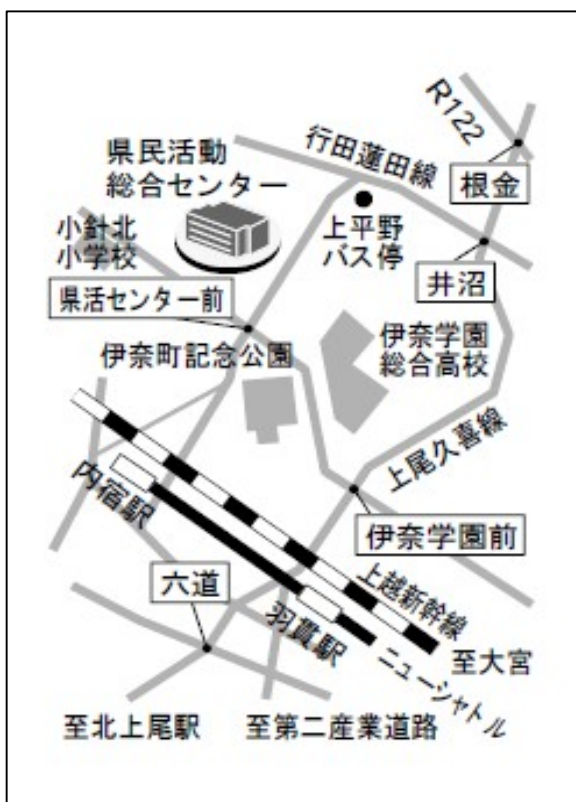 R122
行田蓮田線
県民活動
総合センター
根金
小針北
小学校
上平野
バス停
井沼
県活センター前
伊奈町記念公園
伊奈学園
総合高校
上尾久喜線
内宿駅
伊奈学園前
六道
上越新幹線
羽貫駅
ニューシャトル
至大宮
至北上尾駅
至第二産業道路